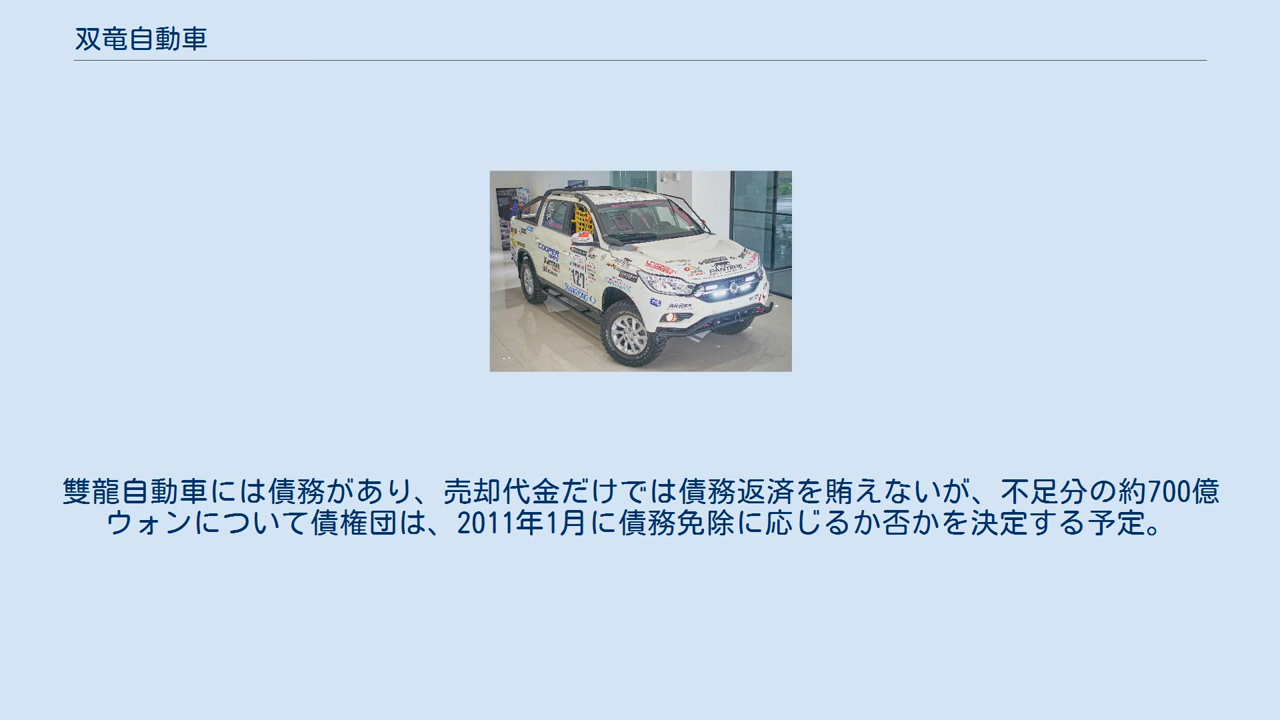 双竜自動車
COOPER
127
雙龍自動車には債務があり、売却代金だけでは債務返済を賄えないが、不足分の約700億
ウォンについて債権団は、2011年1月に債務免除に応じるか否かを決定する予定。